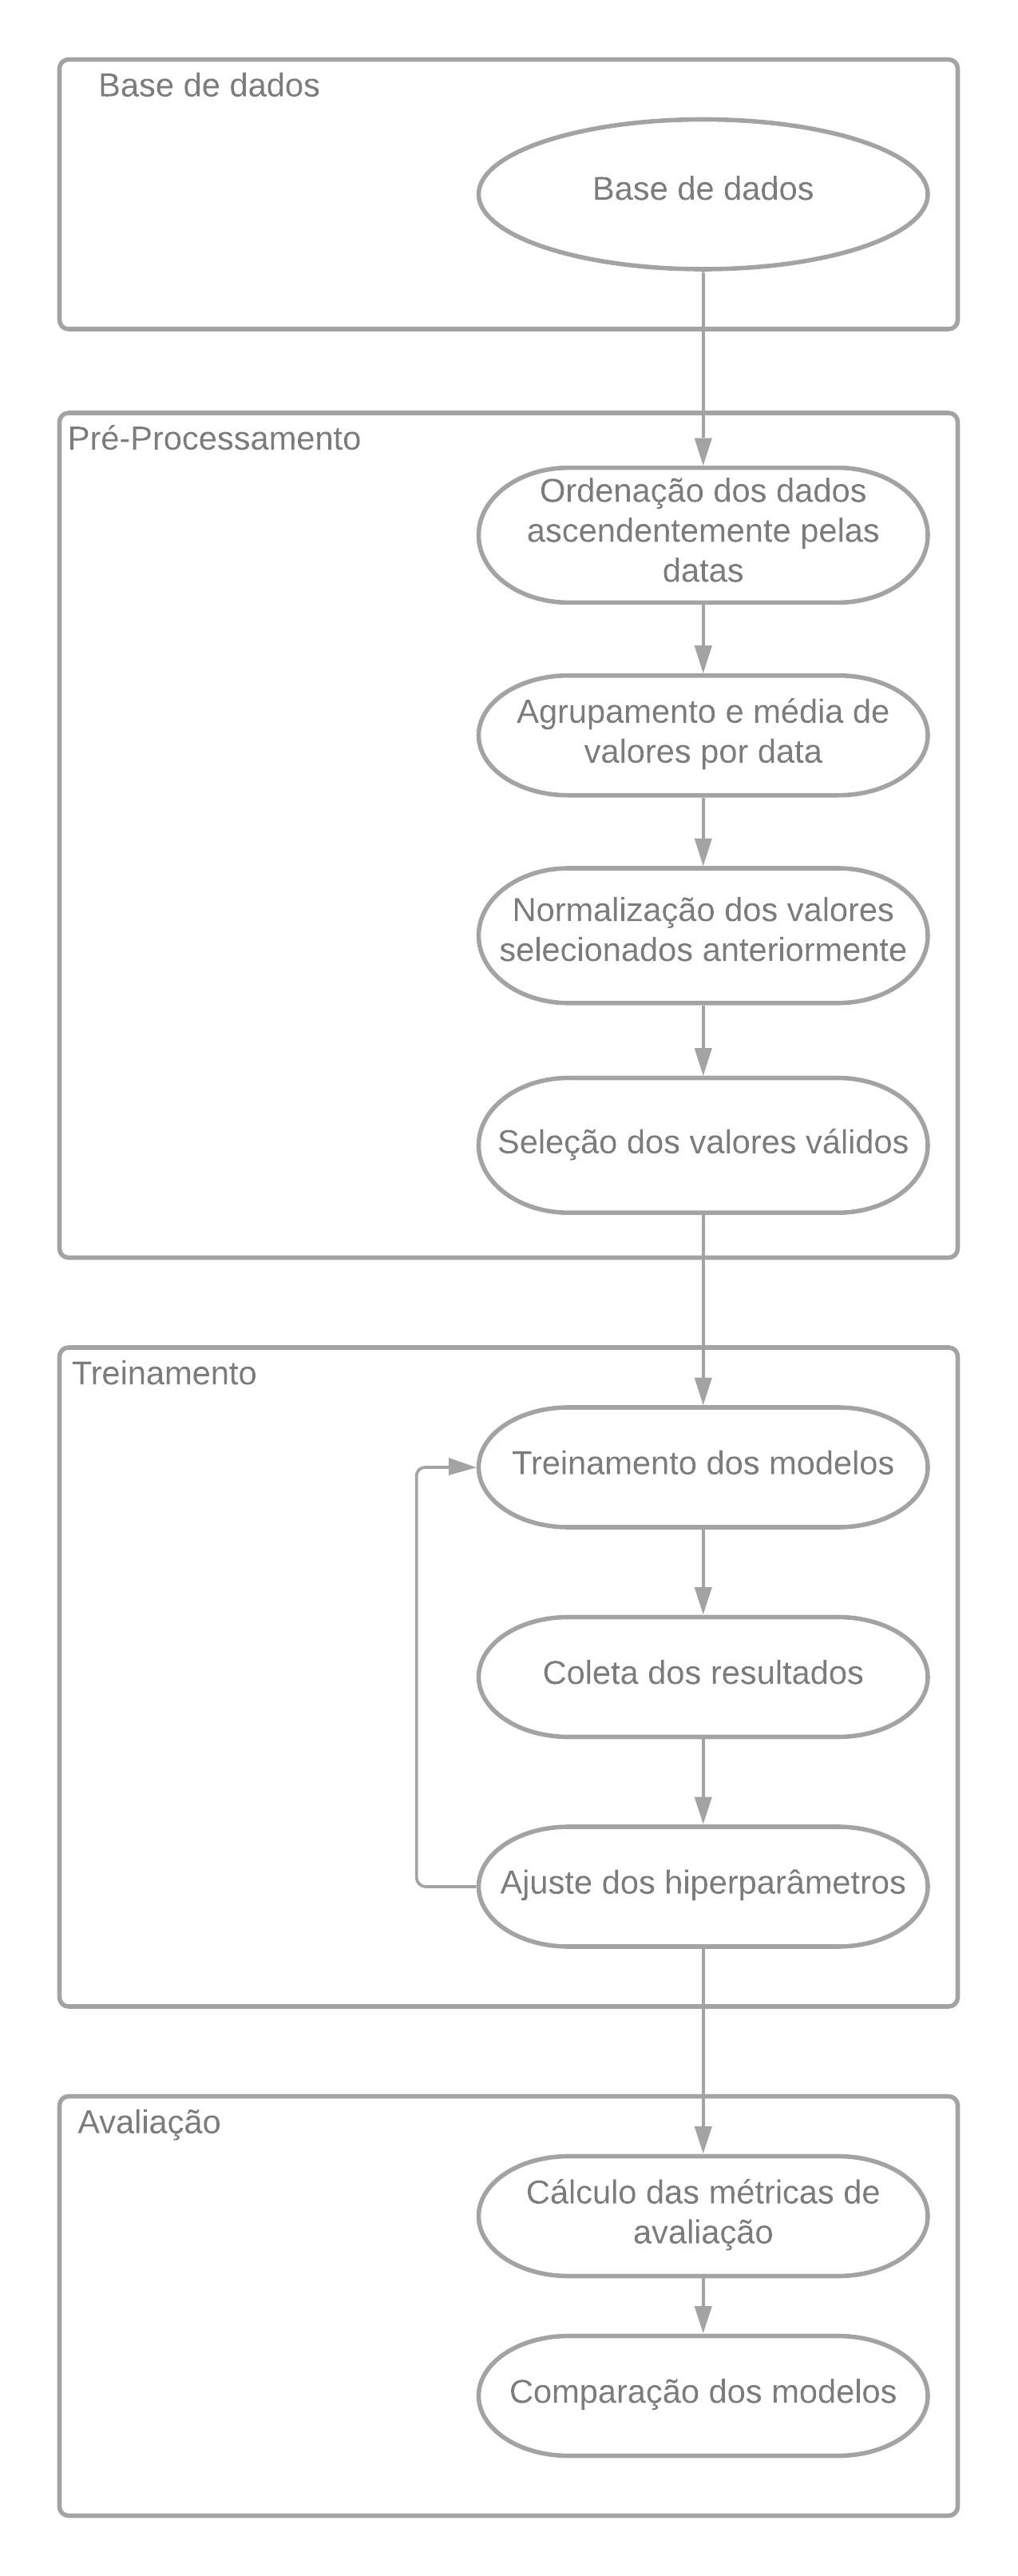 Base de dados
Base de dados
Pré-Processamento
Ordenação dos dados
ascendentemente pelas
datas
Agrupamento e média de
valores por data
Normalização dos valores
selecionados anteriormente
Seleção dos valores válidos
Treinamento
Treinamento dos modelos
Coleta dos resultados
Ajuste dos hiperparâmetros
Avaliação
Cálculo das métricas de
avaliação
Comparação dos modelos